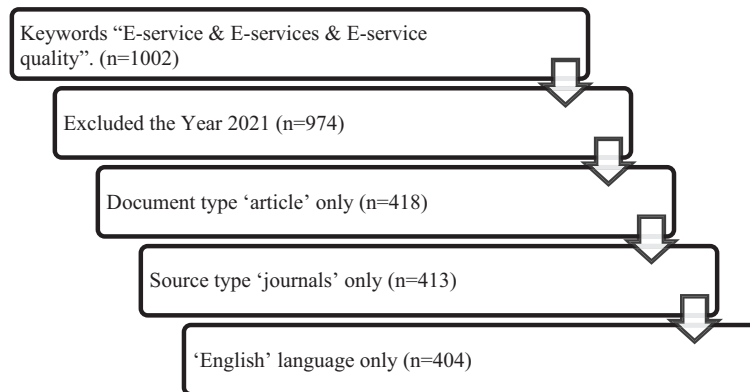 Keywords “E-service & E-services & E-service
quality”. (n=1002)
Excluded the Year 2021 (n=974)
Document type ‘article’ only (n=418)
Source type ‘journals’ only (n=413)
‘English’ language only (n=404)